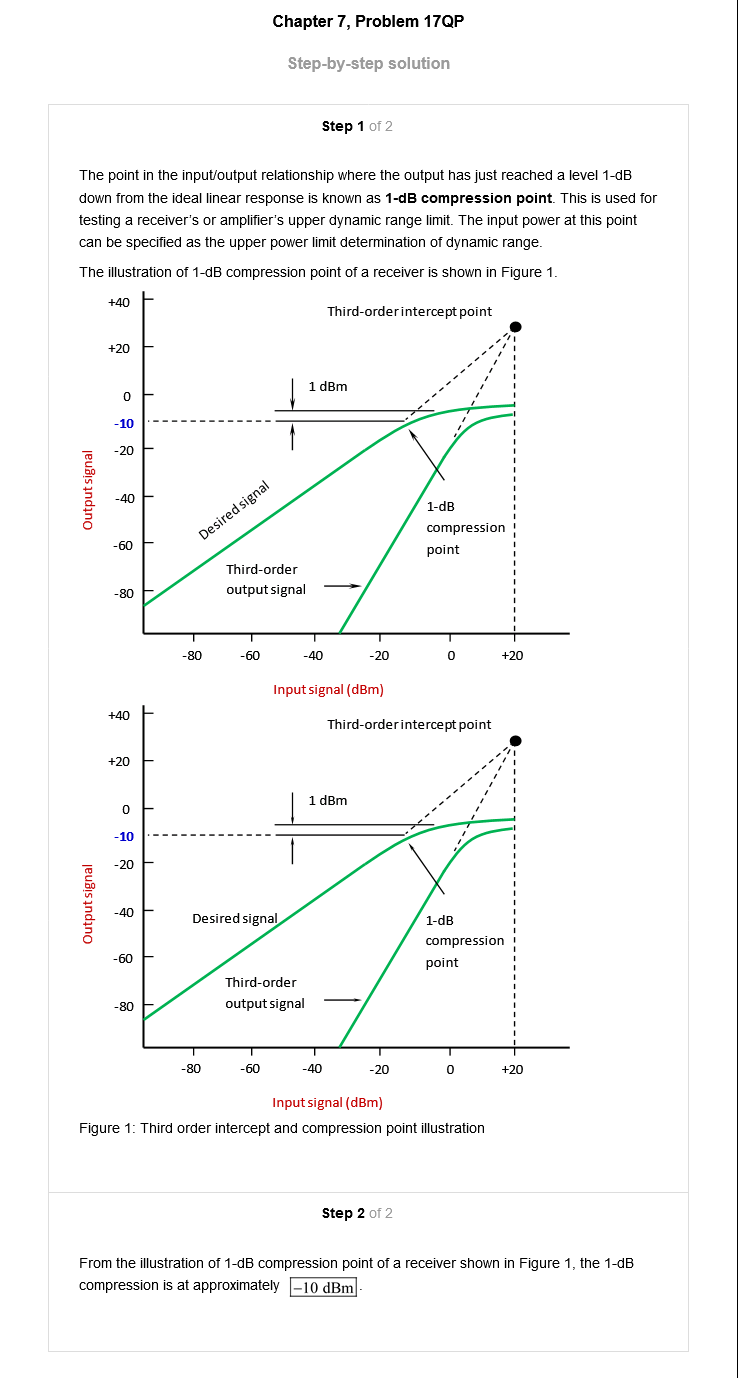 Chapter 7, Problem 17QP
Step-by-step solution
Step 1 of 2
The point in the input/output relationship where the output has just reached a level 1-dB
down from the ideal linear response is known as 1-dB compression point. This is used for
testing a receiver's or amplifier's upper dynamic range limit. The input power at this point
can be specified as the upper power limit determination of dynamic range.
The illustration of 1-dB compression point of a receiver is shown in Figure 1.
+40
Third-order intercept point
+20
1 dBm
0
-10
-20
Output signal
Desired signal
-40
1-dB
compression
point
-60
Third-order
output signal
-80
-80 -60 -40 -20 0 +20
Input signal (dBm)
+40
Third-order intercept point
+20
1 dBm
0
-10
-20
Output signal
-40
Desired signal
1-dB
compression
point
-60
Third-order
output signal
-80
-80 -60 -40 -20 0 +20
Input signal (dBm)
Figure 1: Third order intercept and compression point illustration
Step 2 of 2
From the illustration of 1-dB compression point of a receiver shown in Figure 1, the 1-dB
compression is at approximately −10 dBm.